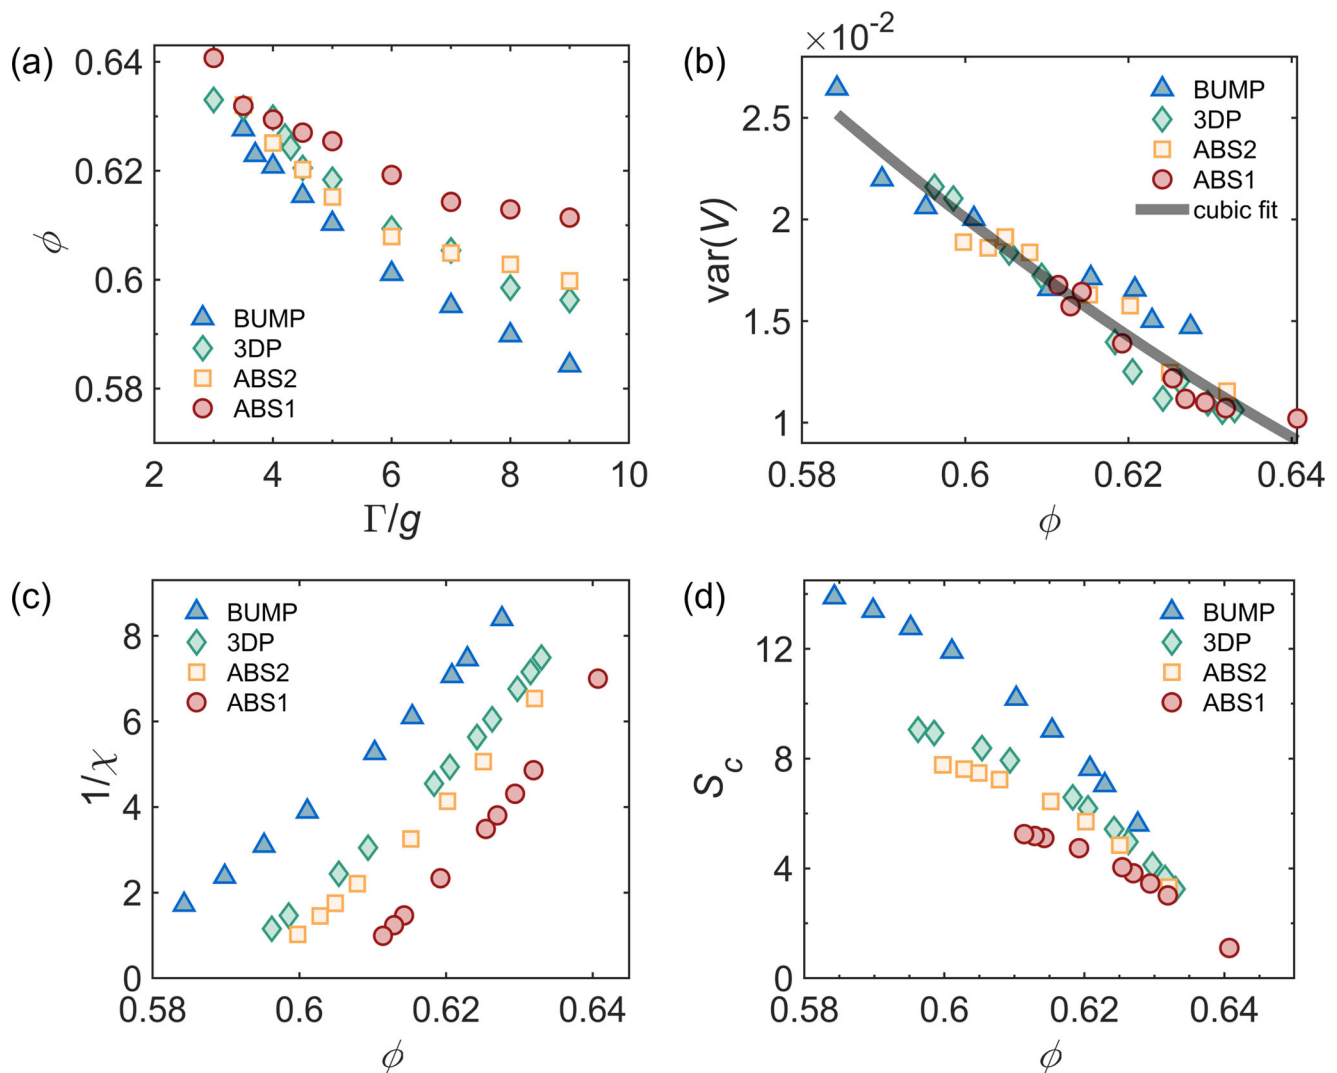 (a)
0.64
0.62
0.6
0.58
ϕ
BUMP
3DP
ABS2
ABS1
2
4
6
8
10
Γ/g
(b)
×10⁻²
2.5
2
1.5
1
var(V)
BUMP
3DP
ABS2
ABS1
cubic fit
0.58
0.6
0.62
0.64
ϕ
(c)
8
6
4
2
0
1/χ
BUMP
3DP
ABS2
ABS1
0.58
0.6
0.62
0.64
ϕ
(d)
12
8
4
0
S_c
BUMP
3DP
ABS2
ABS1
0.58
0.6
0.62
0.64
ϕ